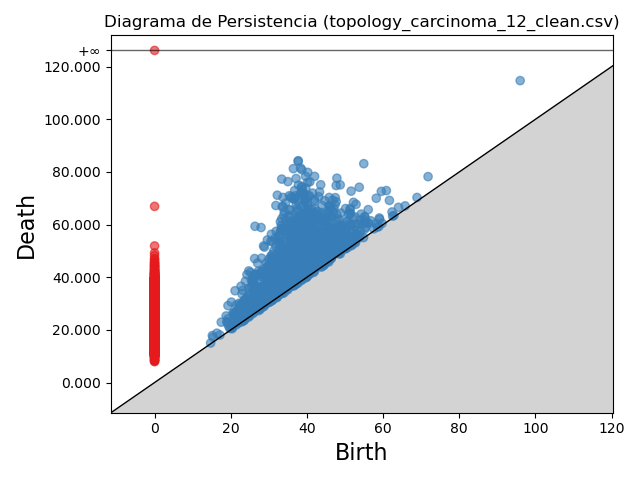 Diagrama de Persistencia (topology_carcinoma_12_clean.csv)
+∞
120.000
100.000
80.000
60.000
40.000
20.000
0.000
Death
0 20 40 60 80 100 120
Birth